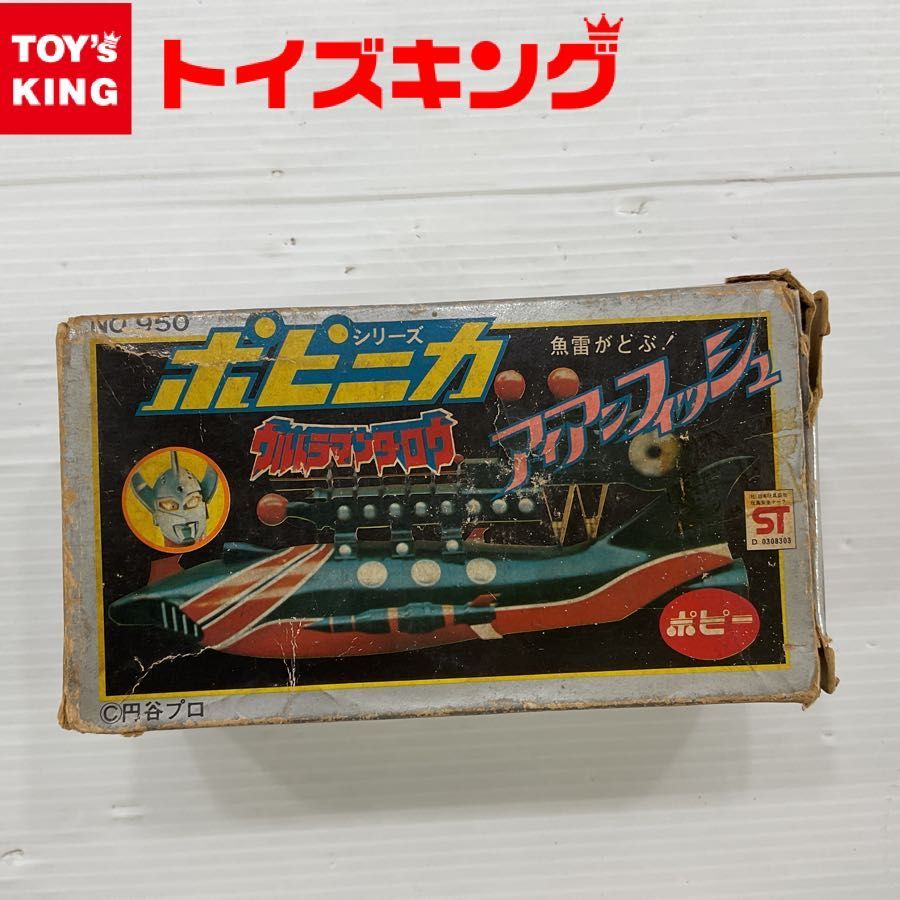 TOY's
KING
トイズキング
NO 950
ポピニカ
シリーズ
魚雷がとぶ!
アイアンフィッシュ
ウルトラマンタロウ
ST
D 0308303
ポピー
©円谷プロ